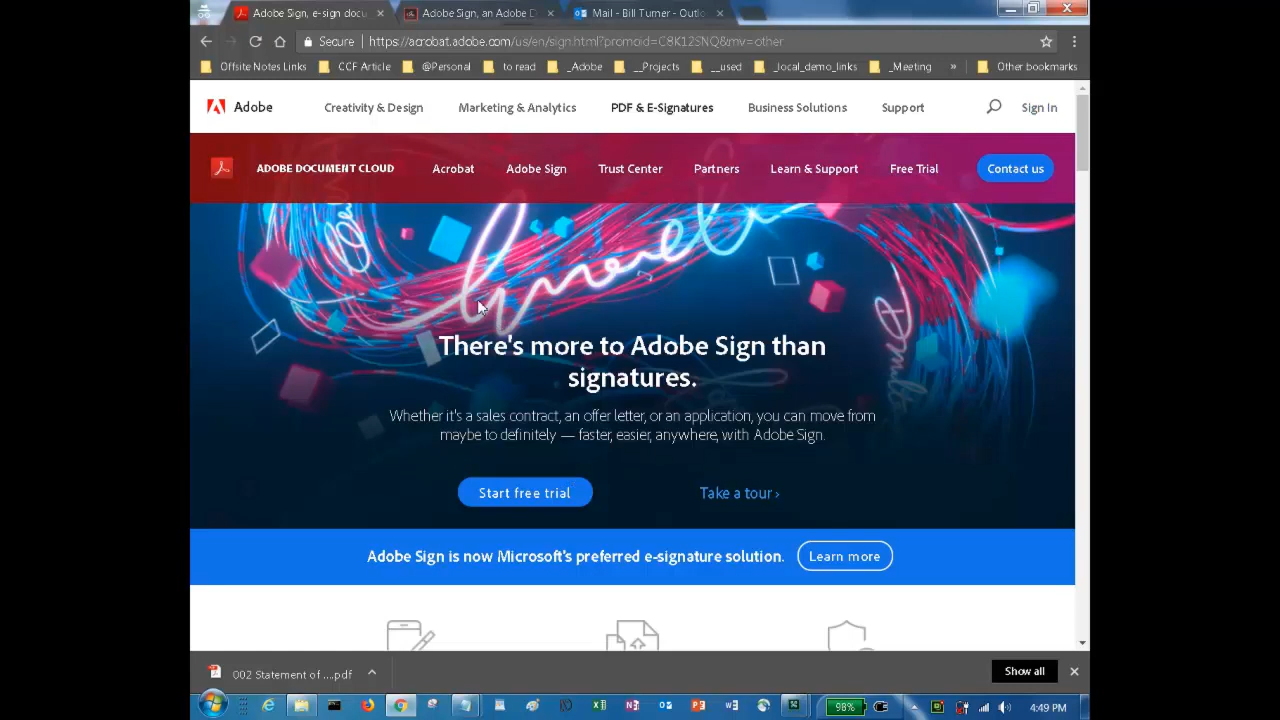 Adobe Sign, e-sign docu
Adobe Sign, an Adobe D
Mail - Bill Turner - Outlo
Secure
https://acrobat.adobe.com/us/en/sign.html?promoid=C8K12SNQ&mv=other
Offsite Notes Links
CCF Article
@Personal
to read
_Adobe
__Projects
__used
_local_demo_links
_Meeting
»
Other bookmarks
Adobe
Creativity & Design
Marketing & Analytics
PDF & E-Signatures
Business Solutions
Support
Sign In
ADOBE DOCUMENT CLOUD
Acrobat
Adobe Sign
Trust Center
Partners
Learn & Support
Free Trial
Contact us
There's more to Adobe Sign than
signatures.
Whether it's a sales contract, an offer letter, or an application, you can move from
maybe to definitely — faster, easier, anywhere, with Adobe Sign.
Start free trial
Take a tour ›
Adobe Sign is now Microsoft's preferred e-signature solution.
Learn more
002 Statement of ....pdf
Show all
98%
4:49 PM